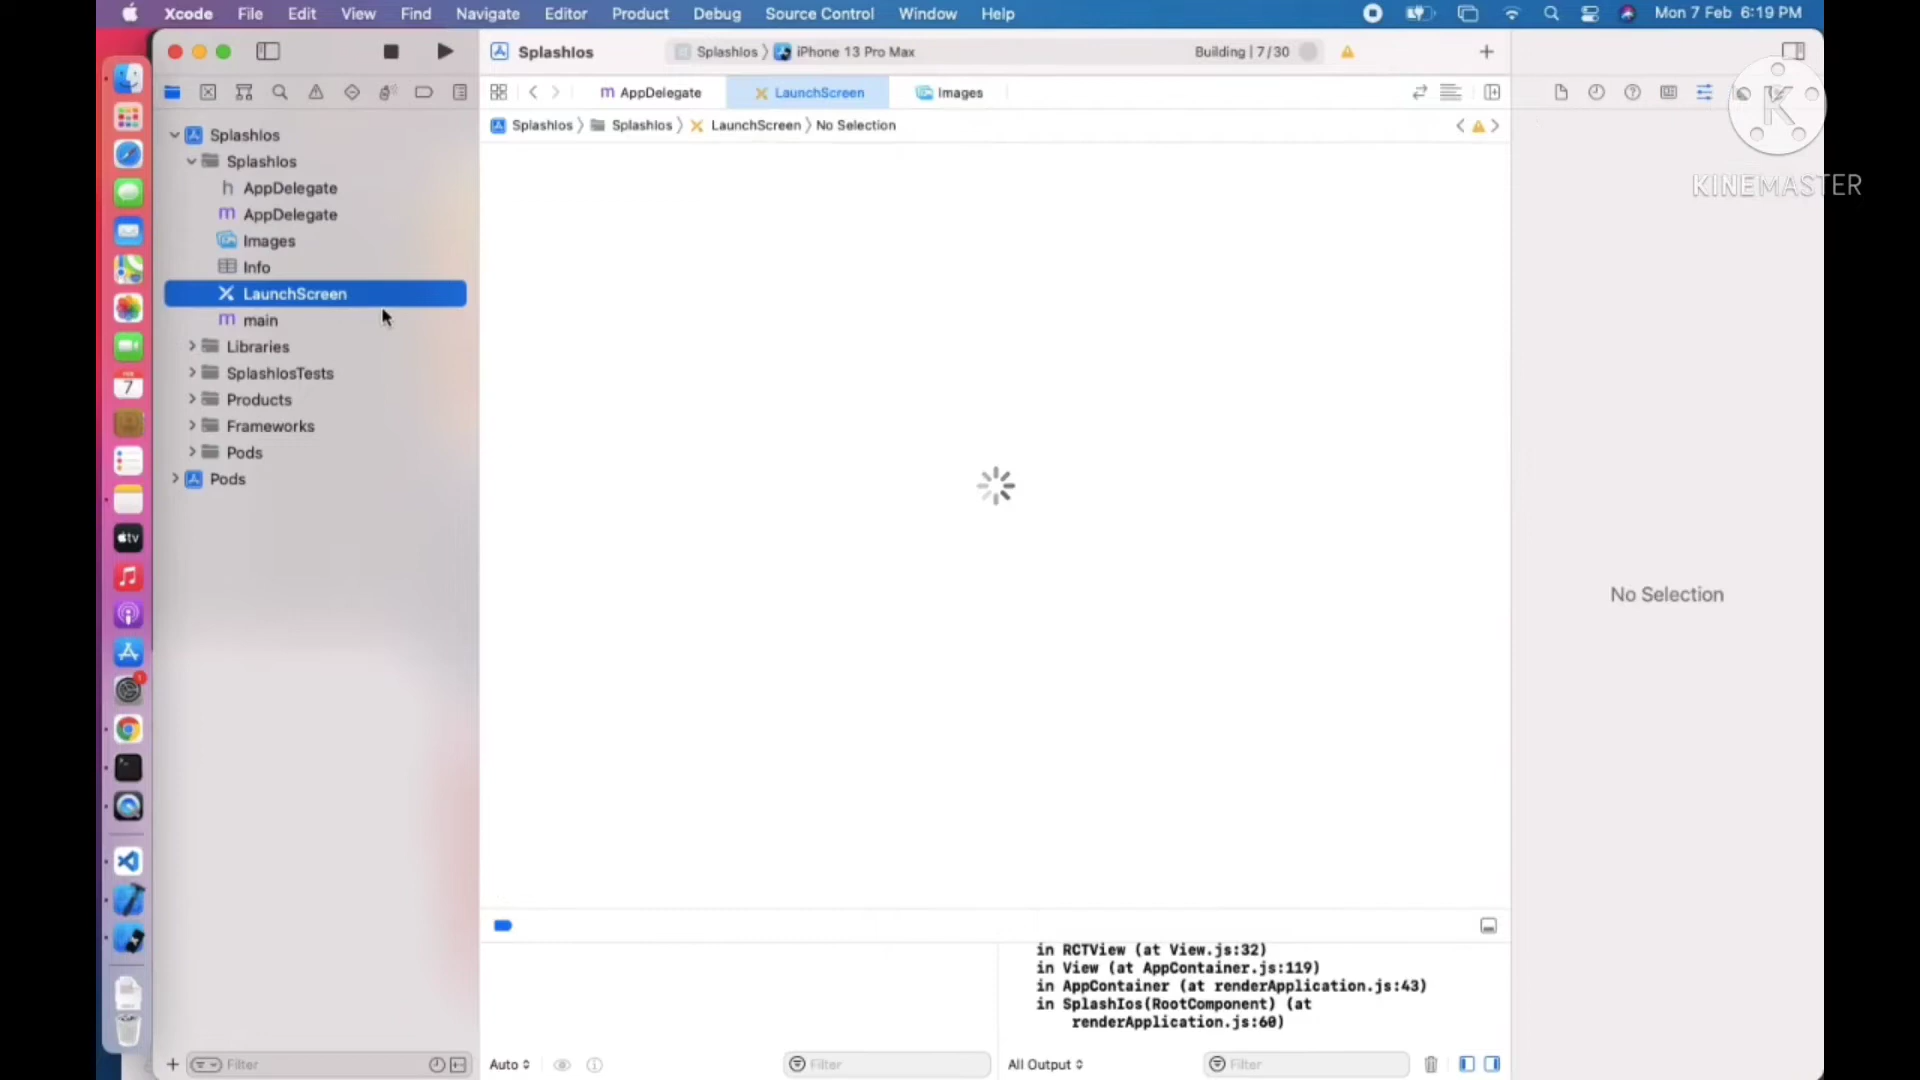 Xcode File Edit View Find Navigate Editor Product Debug Source Control Window Help Mon 7 Feb 6:19 PM
SplashIos SplashIos iPhone 13 Pro Max Building | 7/30
AppDelegate LaunchScreen Images
SplashIos SplashIos LaunchScreen No Selection
KINEMASTER
SplashIos
SplashIos
h AppDelegate
m AppDelegate
Images
Info
LaunchScreen
m main
Libraries
SplashIosTests
Products
Frameworks
Pods
Pods
7
tv
1
No Selection
in RCTView (at View.js:32)
in View (at AppContainer.js:119)
in AppContainer (at renderApplication.js:43)
in SplashIos(RootComponent) (at
renderApplication.js:60)
Filter Auto Filter All Output Filter